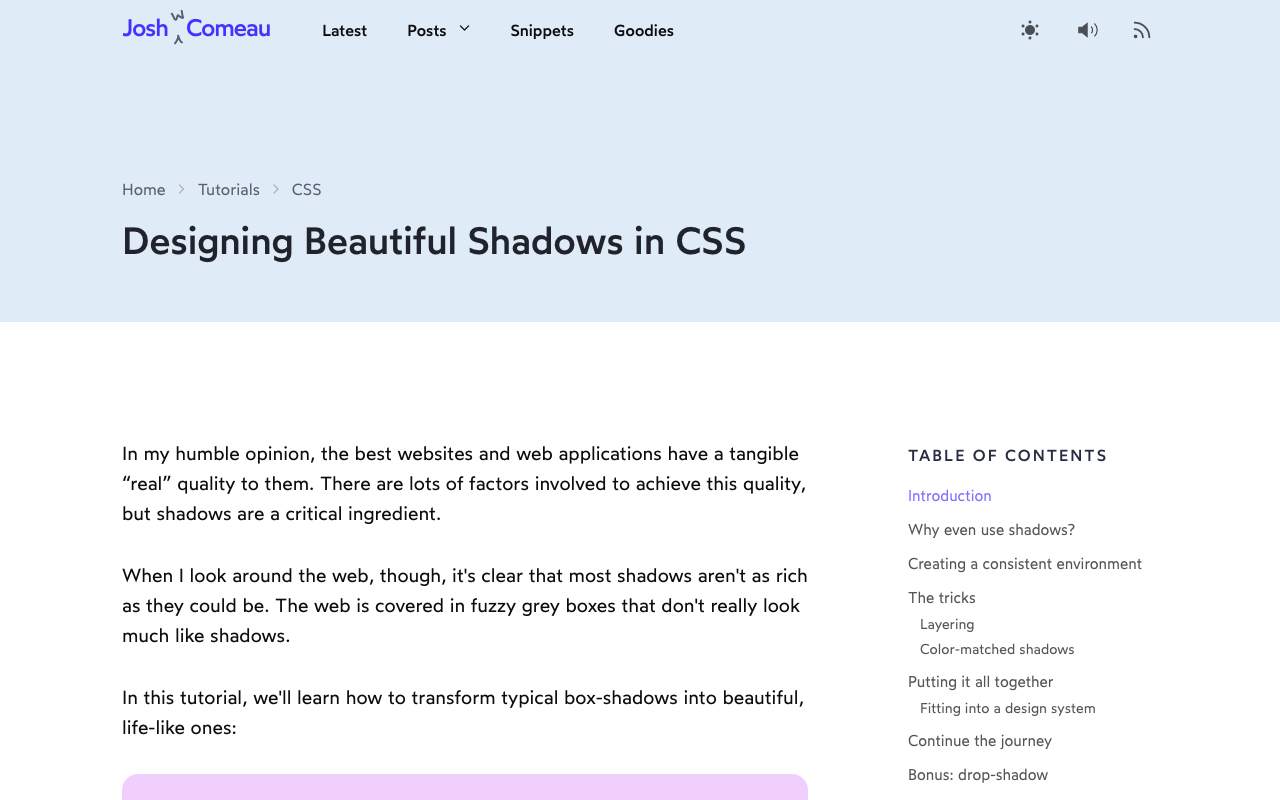 Josh W Comeau
Latest
Posts
Snippets
Goodies
Home
Tutorials
CSS
Designing Beautiful Shadows in CSS
In my humble opinion, the best websites and web applications have a tangible
“real” quality to them. There are lots of factors involved to achieve this quality,
but shadows are a critical ingredient.
When I look around the web, though, it's clear that most shadows aren't as rich
as they could be. The web is covered in fuzzy grey boxes that don't really look
much like shadows.
In this tutorial, we'll learn how to transform typical box-shadows into beautiful,
life-like ones:
TABLE OF CONTENTS
Introduction
Why even use shadows?
Creating a consistent environment
The tricks
Layering
Color-matched shadows
Putting it all together
Fitting into a design system
Continue the journey
Bonus: drop-shadow